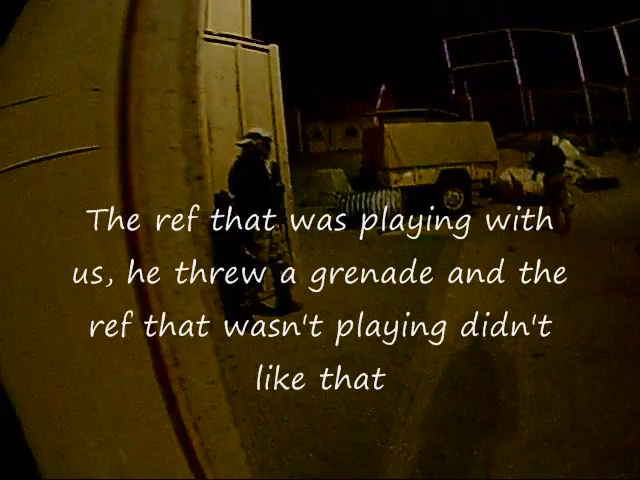 The ref that was playing with
us, he threw a grenade and the
ref that wasn't playing didn't
like that